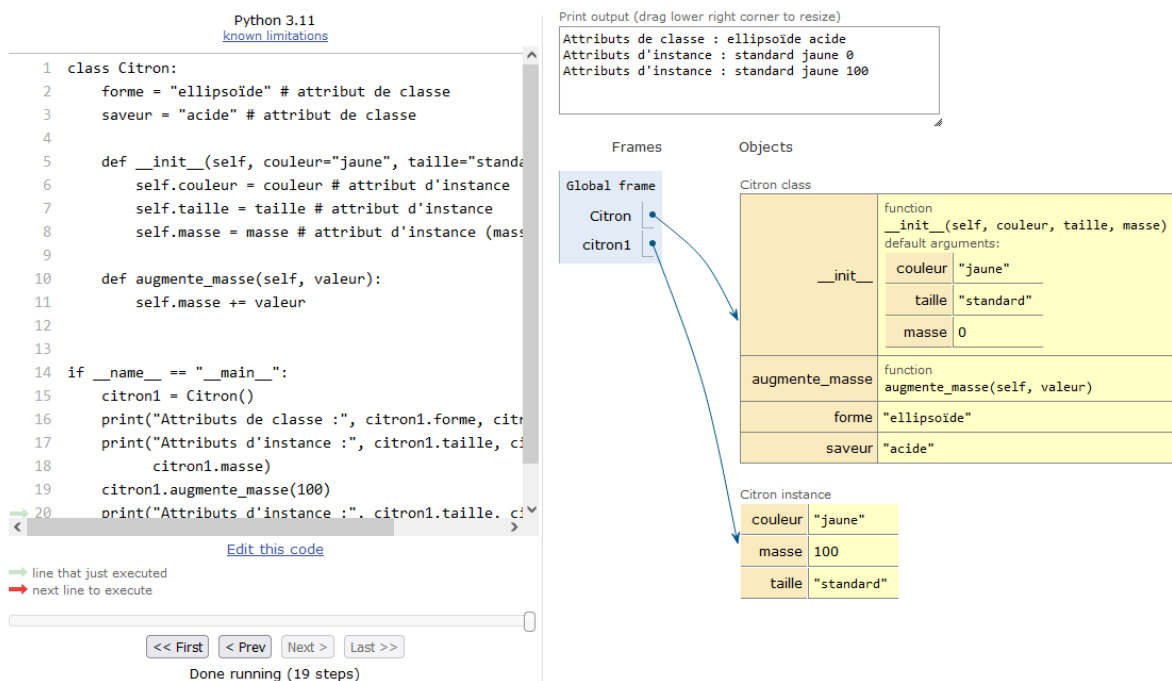 Python 3.11
known limitations
1 class Citron:
2     forme = "ellipsoïde" # attribut de classe
3     saveur = "acide" # attribut de classe
4
5     def __init__(self, couleur="jaune", taille="standa
6         self.couleur = couleur # attribut d'instance
7         self.taille = taille # attribut d'instance
8         self.masse = masse # attribut d'instance (mass
9
10     def augmente_masse(self, valeur):
11         self.masse += valeur
12
13
14 if __name__ == "__main__":
15     citron1 = Citron()
16     print("Attributs de classe :", citron1.forme, citr
17     print("Attributs d'instance :", citron1.taille, ci
18           citron1.masse)
19     citron1.augmente_masse(100)
20     print("Attributs d'instance :", citron1.taille, ci
Edit this code
line that just executed
next line to execute
<< First < Prev Next > Last >>
Done running (19 steps)
Print output (drag lower right corner to resize)
Attributs de classe : ellipsoïde acide
Attributs d'instance : standard jaune 0
Attributs d'instance : standard jaune 100
Frames Objects
Global frame
Citron
citron1
Citron class
__init__
function
__init__(self, couleur, taille, masse)
default arguments:
couleur "jaune"
taille "standard"
masse 0
augmente_masse
function
augmente_masse(self, valeur)
forme "ellipsoïde"
saveur "acide"
Citron instance
couleur "jaune"
masse 100
taille "standard"